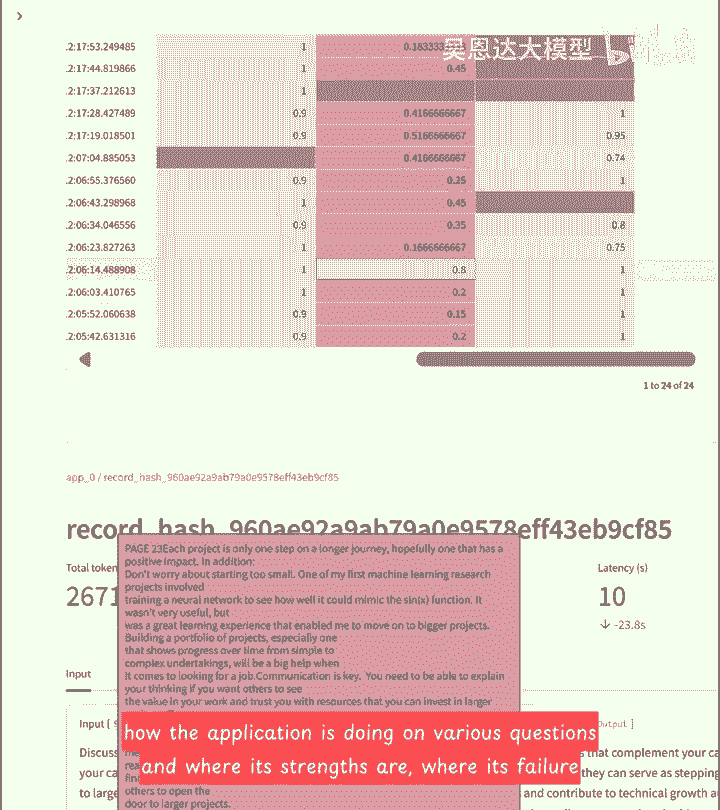 .2:17:53.249485 1 0.183333
吴恩达大模型
.2:17:44.819866 1 0.45
.2:17:37.212613 1
.2:17:28.427489 0.9 0.4166666667 1
.2:17:19.018501 0.9 0.5166666667 0.95
.2:07:04.885053 0.4166666667 0.74
.2:06:55.376560 0.9 0.25 1
.2:06:43.298968 1 0.45
.2:06:34.046556 0.9 0.35 0.8
.2:06:23.827263 1 0.1666666667 0.75
.2:06:14.488908 1 0.8 1
.2:06:03.410765 1 0.2 1
.2:05:52.060638 0.9 0.15 1
.2:05:42.631316 0.9 0.2 1
1 to 24 of 24
app_0 / record_hash_960ae92a9ab79a0e9578eff43eb9cf85
record_hash_960ae92a9ab79a0e9578eff43eb9cf85
PAGE 23Each project is only one step on a longer journey, hopefully one that has a
positive impact. In addition:
Total token
Latency (s)
Don't worry about starting too small. One of my first machine learning research
projects involved
2671
10
training a neural network to see how well it could mimic the sin(x) function. It
wasn't very useful, but
was a great learning experience that enabled me to move on to bigger projects.
-23.8s
Building a portfolio of projects, especially one
that shows progress over time from simple to
complex undertakings, will be a big help when
Input
it comes to looking for a job.Communication is key. You need to be able to explain
your thinking if you want others to see
the value in your work and trust you with resources that you can invest in larger
Input [
how the application is doing on various questions
Discuss
that complement your ca
and where its strengths are, where its failure
your ca
they can serve as stepping
to large
others to open the
and contribute to technical growth a
door to larger projects.